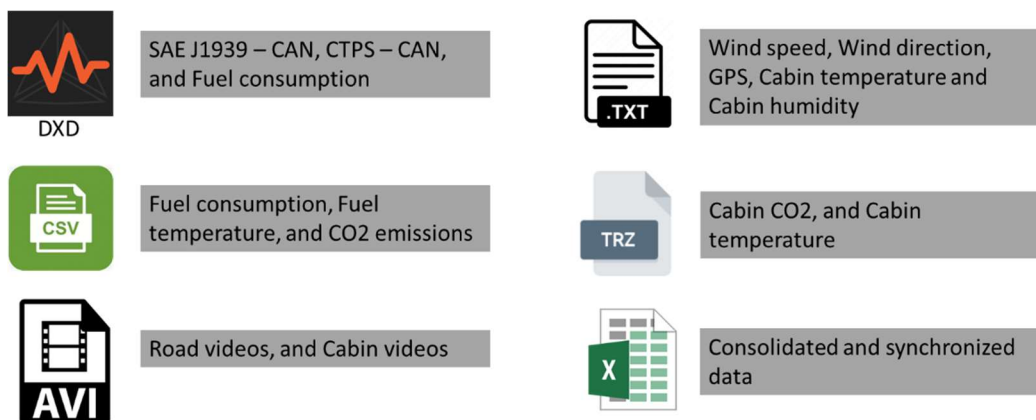 SAE J1939 – CAN, CTPS – CAN,
and Fuel consumption
DXD
Fuel consumption, Fuel
temperature, and CO2 emissions
CSV
Road videos, and Cabin videos
AVI
Wind speed, Wind direction,
GPS, Cabin temperature and
Cabin humidity
.TXT
Cabin CO2, and Cabin
temperature
TRZ
Consolidated and synchronized
data
X